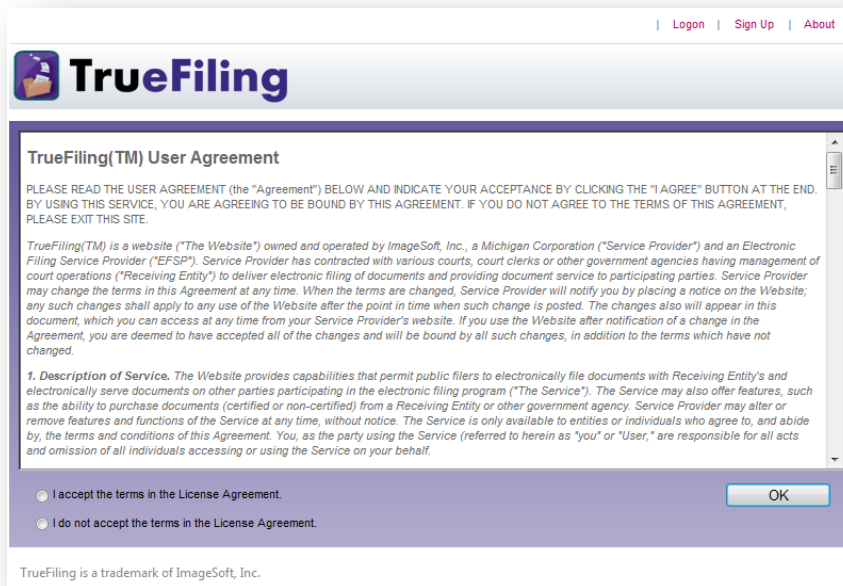 | Logon | Sign Up | About
TrueFiling
TrueFiling(TM) User Agreement
PLEASE READ THE USER AGREEMENT (the "Agreement") BELOW AND INDICATE YOUR ACCEPTANCE BY CLICKING THE "I AGREE" BUTTON AT THE END.
BY USING THIS SERVICE, YOU ARE AGREEING TO BE BOUND BY THIS AGREEMENT. IF YOU DO NOT AGREE TO THE TERMS OF THIS AGREEMENT,
PLEASE EXIT THIS SITE.
TrueFiling(TM) is a website ("The Website") owned and operated by ImageSoft, Inc., a Michigan Corporation ("Service Provider") and an Electronic
Filing Service Provider ("EFSP"). Service Provider has contracted with various courts, court clerks or other government agencies having management of
court operations ("Receiving Entity") to deliver electronic filing of documents and providing document service to participating parties. Service Provider
may change the terms in this Agreement at any time. When the terms are changed, Service Provider will notify you by placing a notice on the Website;
any such changes shall apply to any use of the Website after the point in time when such change is posted. The changes also will appear in this
document, which you can access at any time from your Service Provider's website. If you use the Website after notification of a change in the
Agreement, you are deemed to have accepted all of the changes and will be bound by all such changes, in addition to the terms which have not
changed.
1. Description of Service. The Website provides capabilities that permit public filers to electronically file documents with Receiving Entity's and
electronically serve documents on other parties participating in the electronic filing program ("The Service"). The Service may also offer features, such
as the ability to purchase documents (certified or non-certified) from a Receiving Entity or other government agency. Service Provider may alter or
remove features and functions of the Service at any time, without notice. The Service is only available to entities or individuals who agree to, and abide
by, the terms and conditions of this Agreement. You, as the party using the Service (referred to herein as "you" or "User," are responsible for all acts
and omission of all individuals accessing or using the Service on your behalf.
I accept the terms in the License Agreement.
OK
I do not accept the terms in the License Agreement.
TrueFiling is a trademark of ImageSoft, Inc.